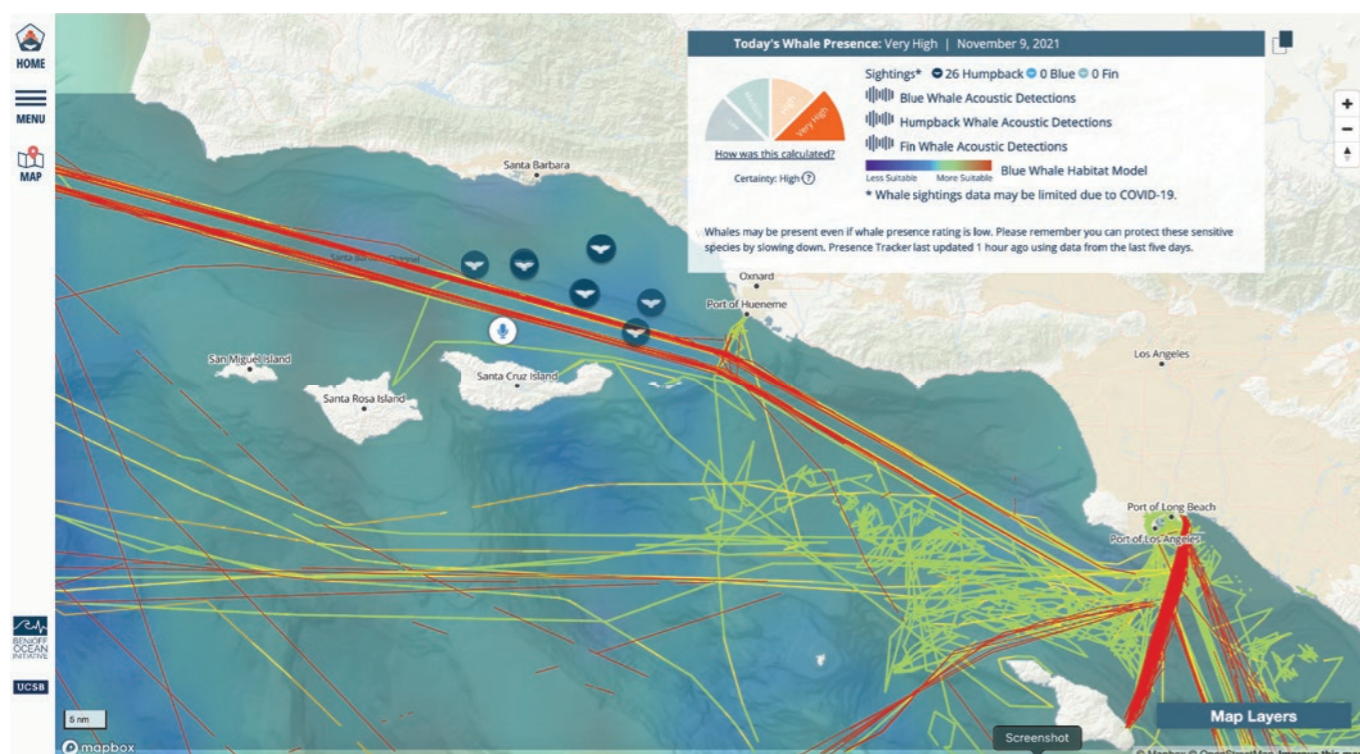 HOME
MENU
MAP
Today's Whale Presence: Very High | November 9, 2021
Low
Medium
High
Very High
How was this calculated?
Certainty: High ?
Sightings* 26 Humpback 0 Blue 0 Fin
Blue Whale Acoustic Detections
Humpback Whale Acoustic Detections
Fin Whale Acoustic Detections
Blue Whale Habitat Model
Less Suitable More Suitable
* Whale sightings data may be limited due to COVID-19.
Whales may be present even if whale presence rating is low. Please remember you can protect these sensitive
species by slowing down. Presence Tracker last updated 1 hour ago using data from the last five days.
+
−
Santa Barbara
Santa Barbara Channel
Oxnard
Port of Hueneme
Los Angeles
San Miguel Island
Santa Cruz Island
Santa Rosa Island
Port of Long Beach
Port of Los Angeles
BENIOFF
OCEAN
INITIATIVE
UCSB
5 nm
mapbox
Map Layers
Screenshot
© Mapbox © OpenStreetMap Improve this